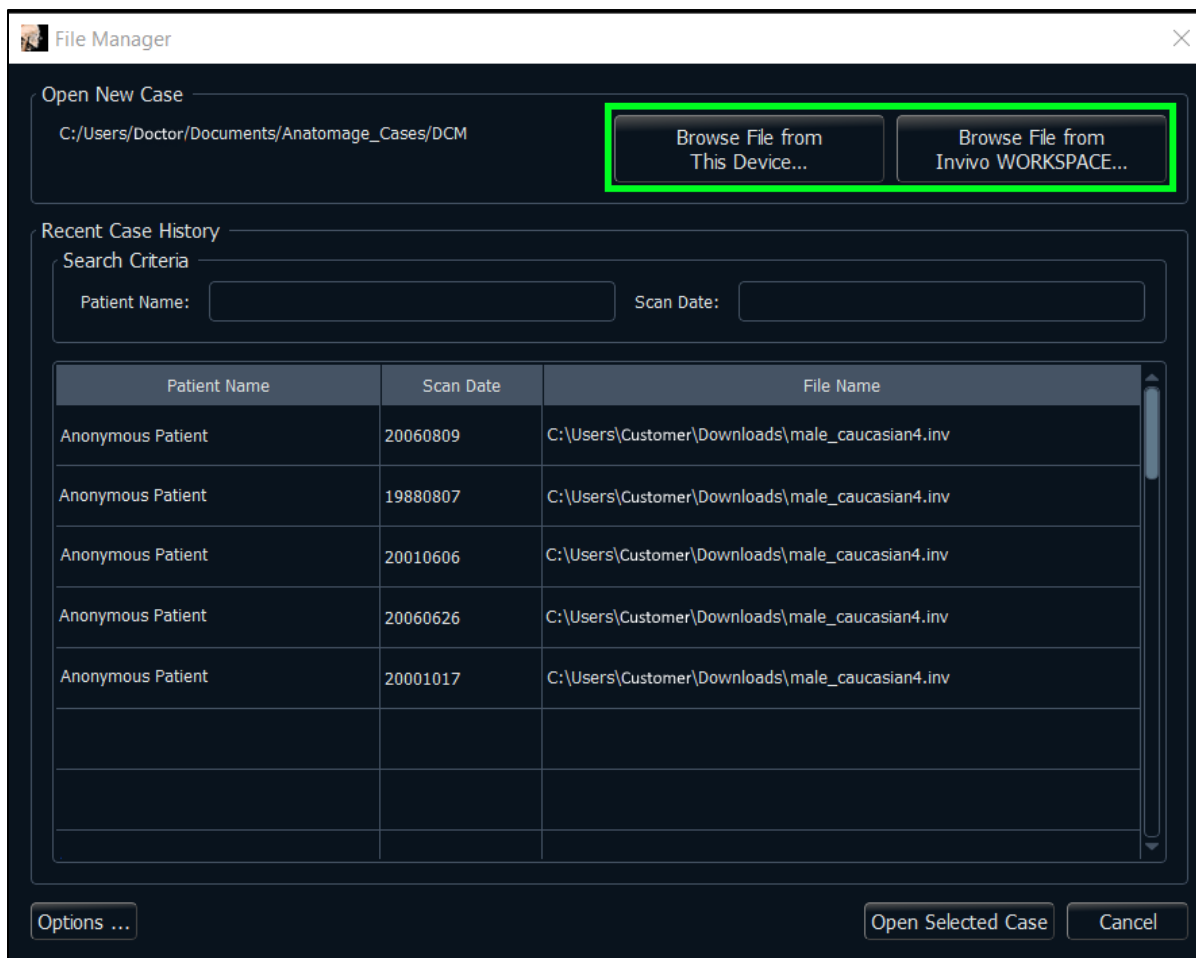 File Manager
Open New Case
C:/Users/Doctor/Documents/Anatomage_Cases/DCM
Browse File from
This Device...
Browse File from
Invivo WORKSPACE...
Recent Case History
Search Criteria
Patient Name:
Scan Date:
Patient Name Scan Date File Name
Anonymous Patient 20060809 C:\Users\Customer\Downloads\male_caucasian4.inv
Anonymous Patient 19880807 C:\Users\Customer\Downloads\male_caucasian4.inv
Anonymous Patient 20010606 C:\Users\Customer\Downloads\male_caucasian4.inv
Anonymous Patient 20060626 C:\Users\Customer\Downloads\male_caucasian4.inv
Anonymous Patient 20001017 C:\Users\Customer\Downloads\male_caucasian4.inv
Options ...
Open Selected Case
Cancel